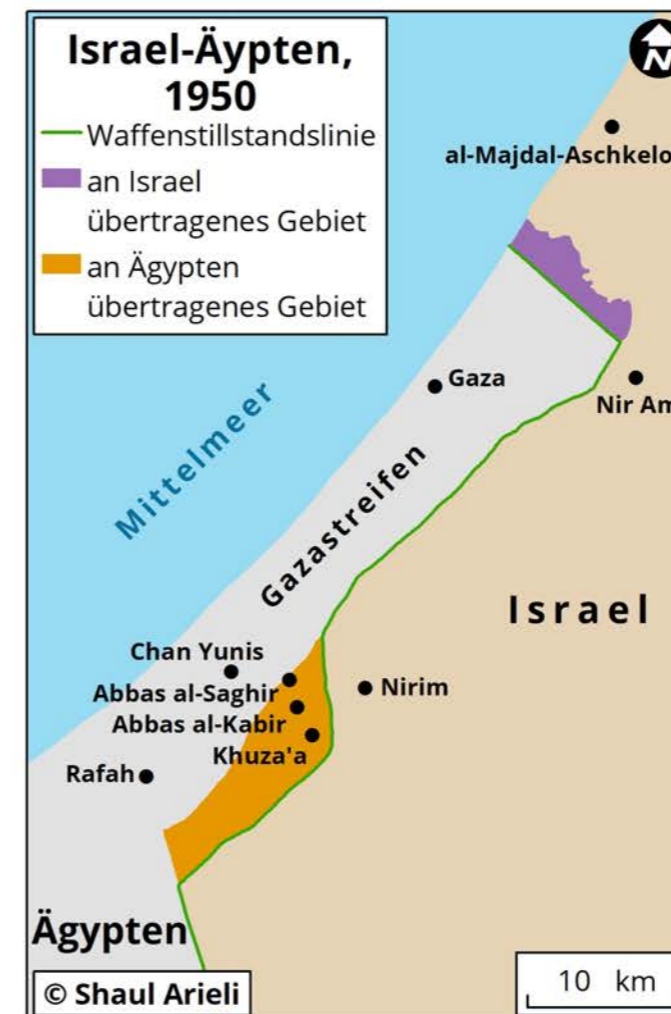 Israel-Äypten,
1950
Waffenstillstandslinie
an Israel
übertragenes Gebiet
an Ägypten
übertragenes Gebiet
N
al-Majdal-Aschkelo
Gaza
Nir Am
Mittelmeer
Gazastreifen
Israel
Chan Yunis
Abbas al-Saghir
Nirim
Abbas al-Kabir
Khuza'a
Rafah
Ägypten
© Shaul Arieli
10 km